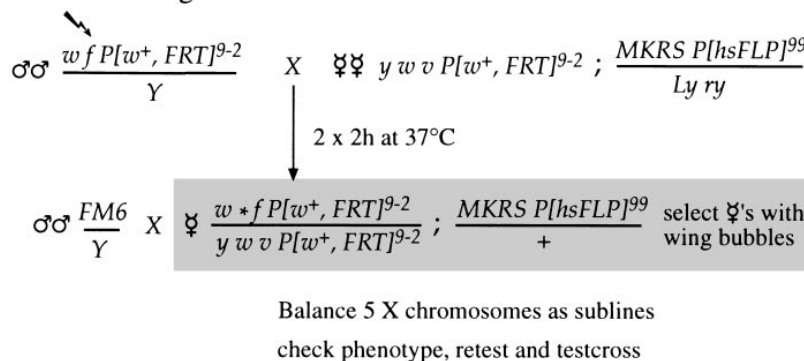 ♂♂ w f P[w+, FRT]9-2 / Y X ☿☿ y w v P[w+, FRT]9-2 ; MKRS P[hsFLP]99 / Ly ry
2 x 2h at 37°C
♂♂ FM6 / Y X ☿ w * f P[w+, FRT]9-2 / y w v P[w+, FRT]9-2 ; MKRS P[hsFLP]99 / + select ☿'s with
wing bubbles
Balance 5 X chromosomes as sublines
check phenotype, retest and testcross